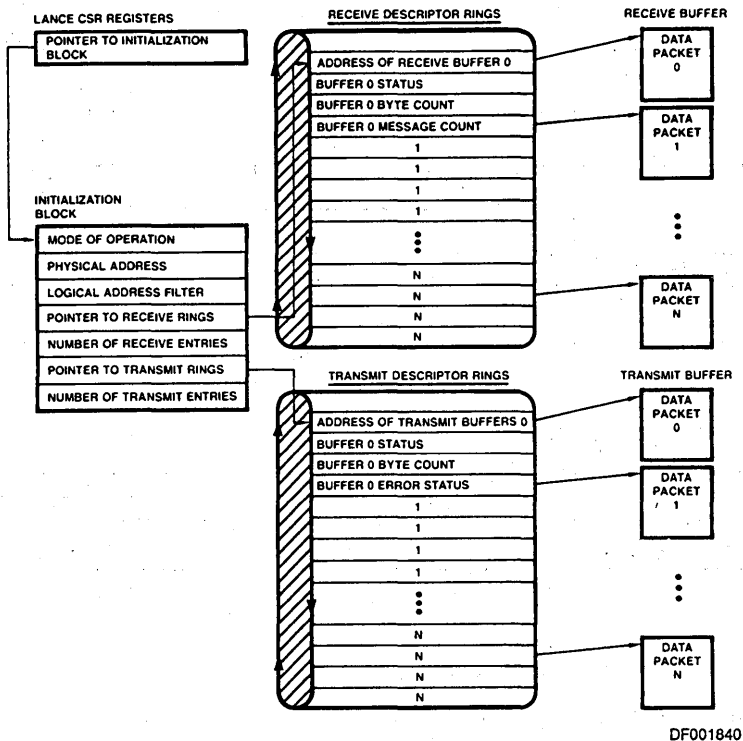 LANCE CSR REGISTERS
POINTER TO INITIALIZATION
BLOCK
INITIALIZATION
BLOCK
MODE OF OPERATION
PHYSICAL ADDRESS
LOGICAL ADDRESS FILTER
POINTER TO RECEIVE RINGS
NUMBER OF RECEIVE ENTRIES
POINTER TO TRANSMIT RINGS
NUMBER OF TRANSMIT ENTRIES
RECEIVE DESCRIPTOR RINGS
ADDRESS OF RECEIVE BUFFER 0
BUFFER 0 STATUS
BUFFER 0 BYTE COUNT
BUFFER 0 MESSAGE COUNT
1
1
1
1
N
N
N
N
RECEIVE BUFFER
DATA
PACKET
0
DATA
PACKET
1
DATA
PACKET
N
TRANSMIT DESCRIPTOR RINGS
ADDRESS OF TRANSMIT BUFFERS 0
BUFFER 0 STATUS
BUFFER 0 BYTE COUNT
BUFFER 0 ERROR STATUS
1
1
1
1
N
N
N
N
TRANSMIT BUFFER
DATA
PACKET
0
DATA
PACKET
1
DATA
PACKET
N
DF001840